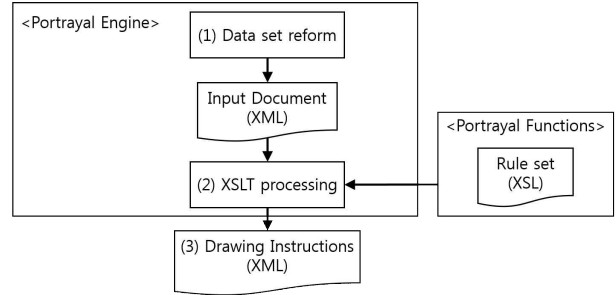 <Portrayal Engine>
(1) Data set reform
Input Document
(XML)
<Portrayal Functions>
Rule set
(XSL)
(2) XSLT processing
(3) Drawing Instructions
(XML)